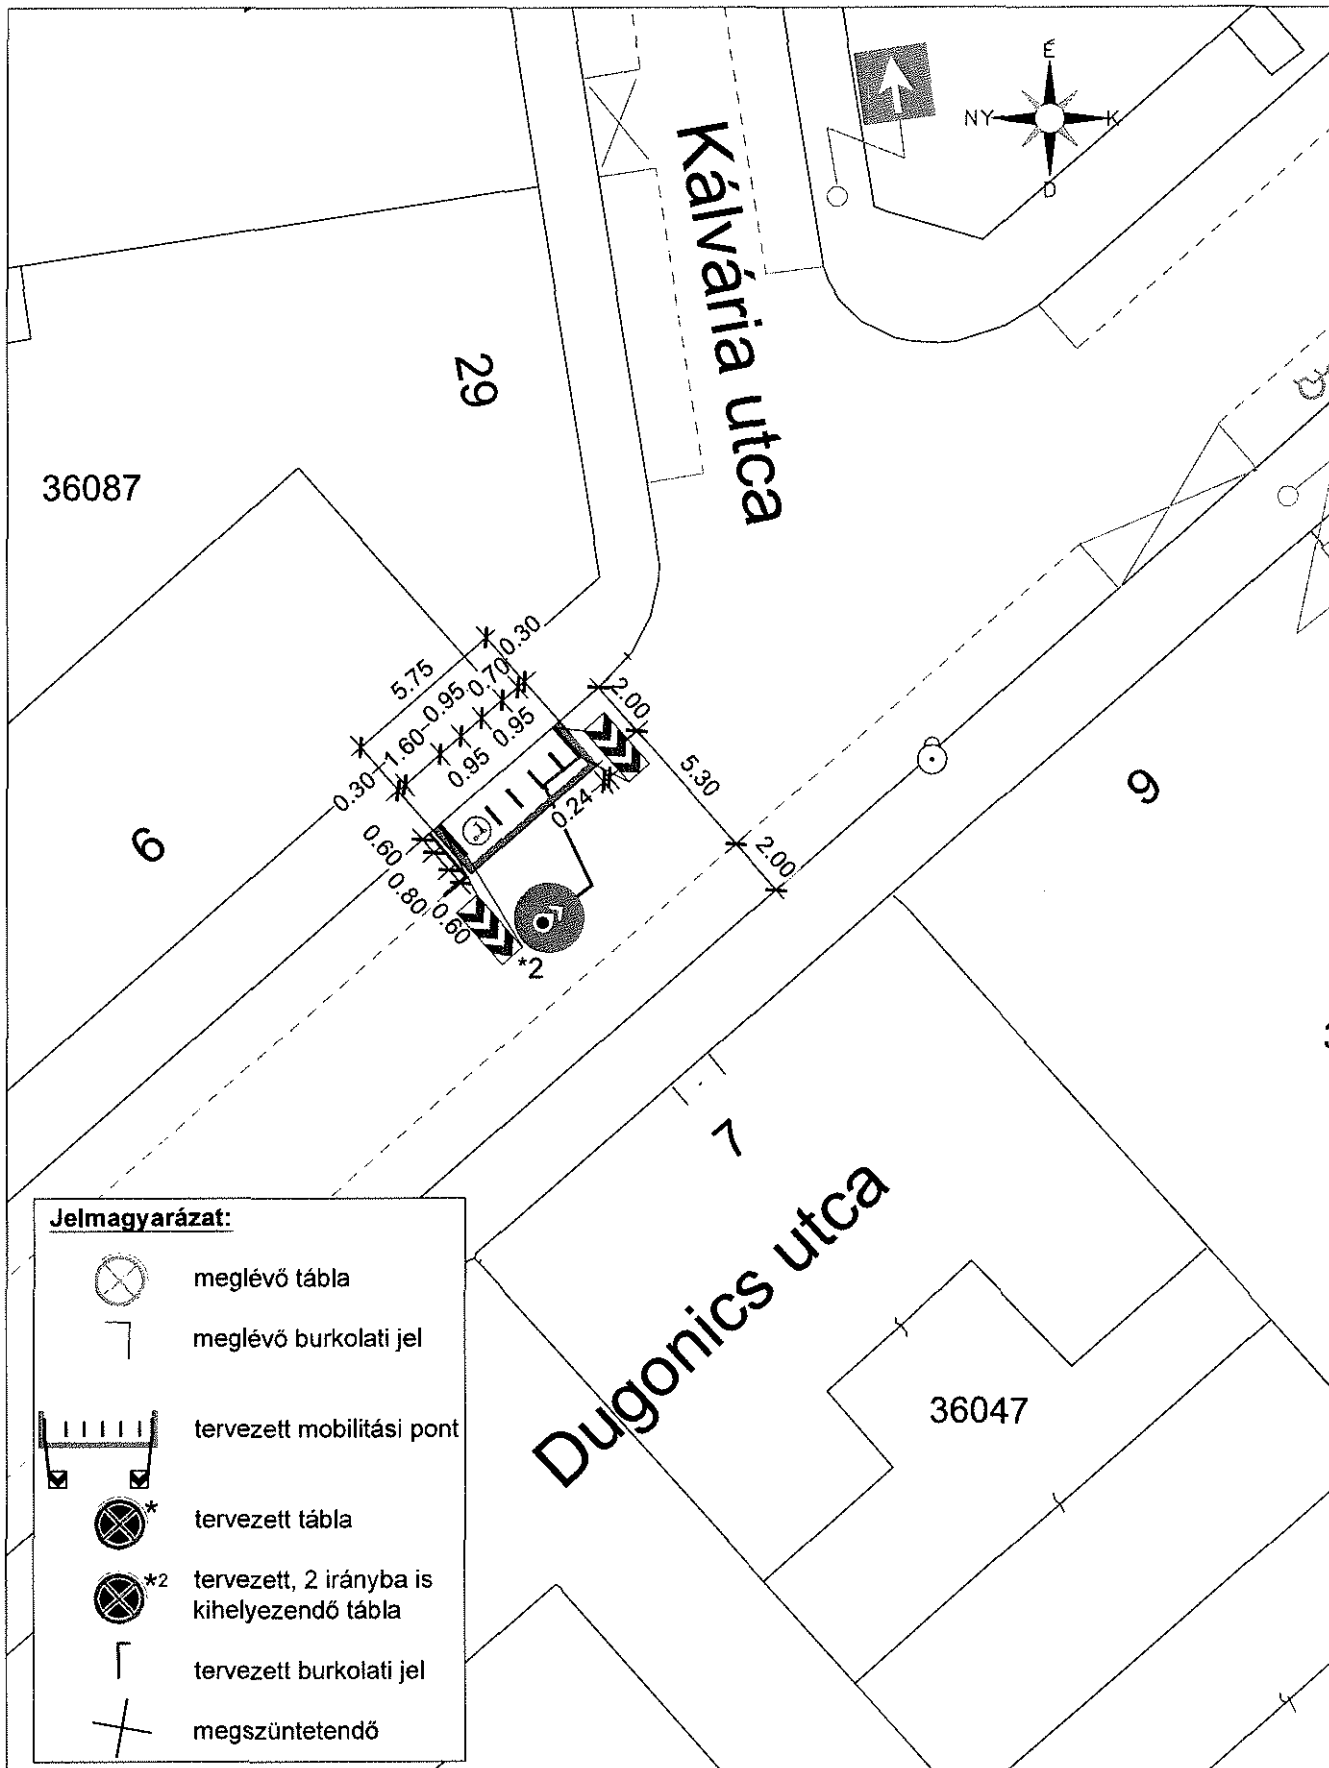 É
NY
K
D
Kálvária utca
29
36087
0.30
5.75
0.70
0.95
1.60
0.95
0.95
0.30
2.00
5.30
0.24
2.00
9
6
0.60
0.80
0.60
*2
7
Dugonics utca
36047
Jelmagyarázat:
meglévő tábla
meglévő burkolati jel
tervezett mobilitási pont
* tervezett tábla
*2 tervezett, 2 irányba is
kihelyezendő tábla
tervezett burkolati jel
megszüntetendő